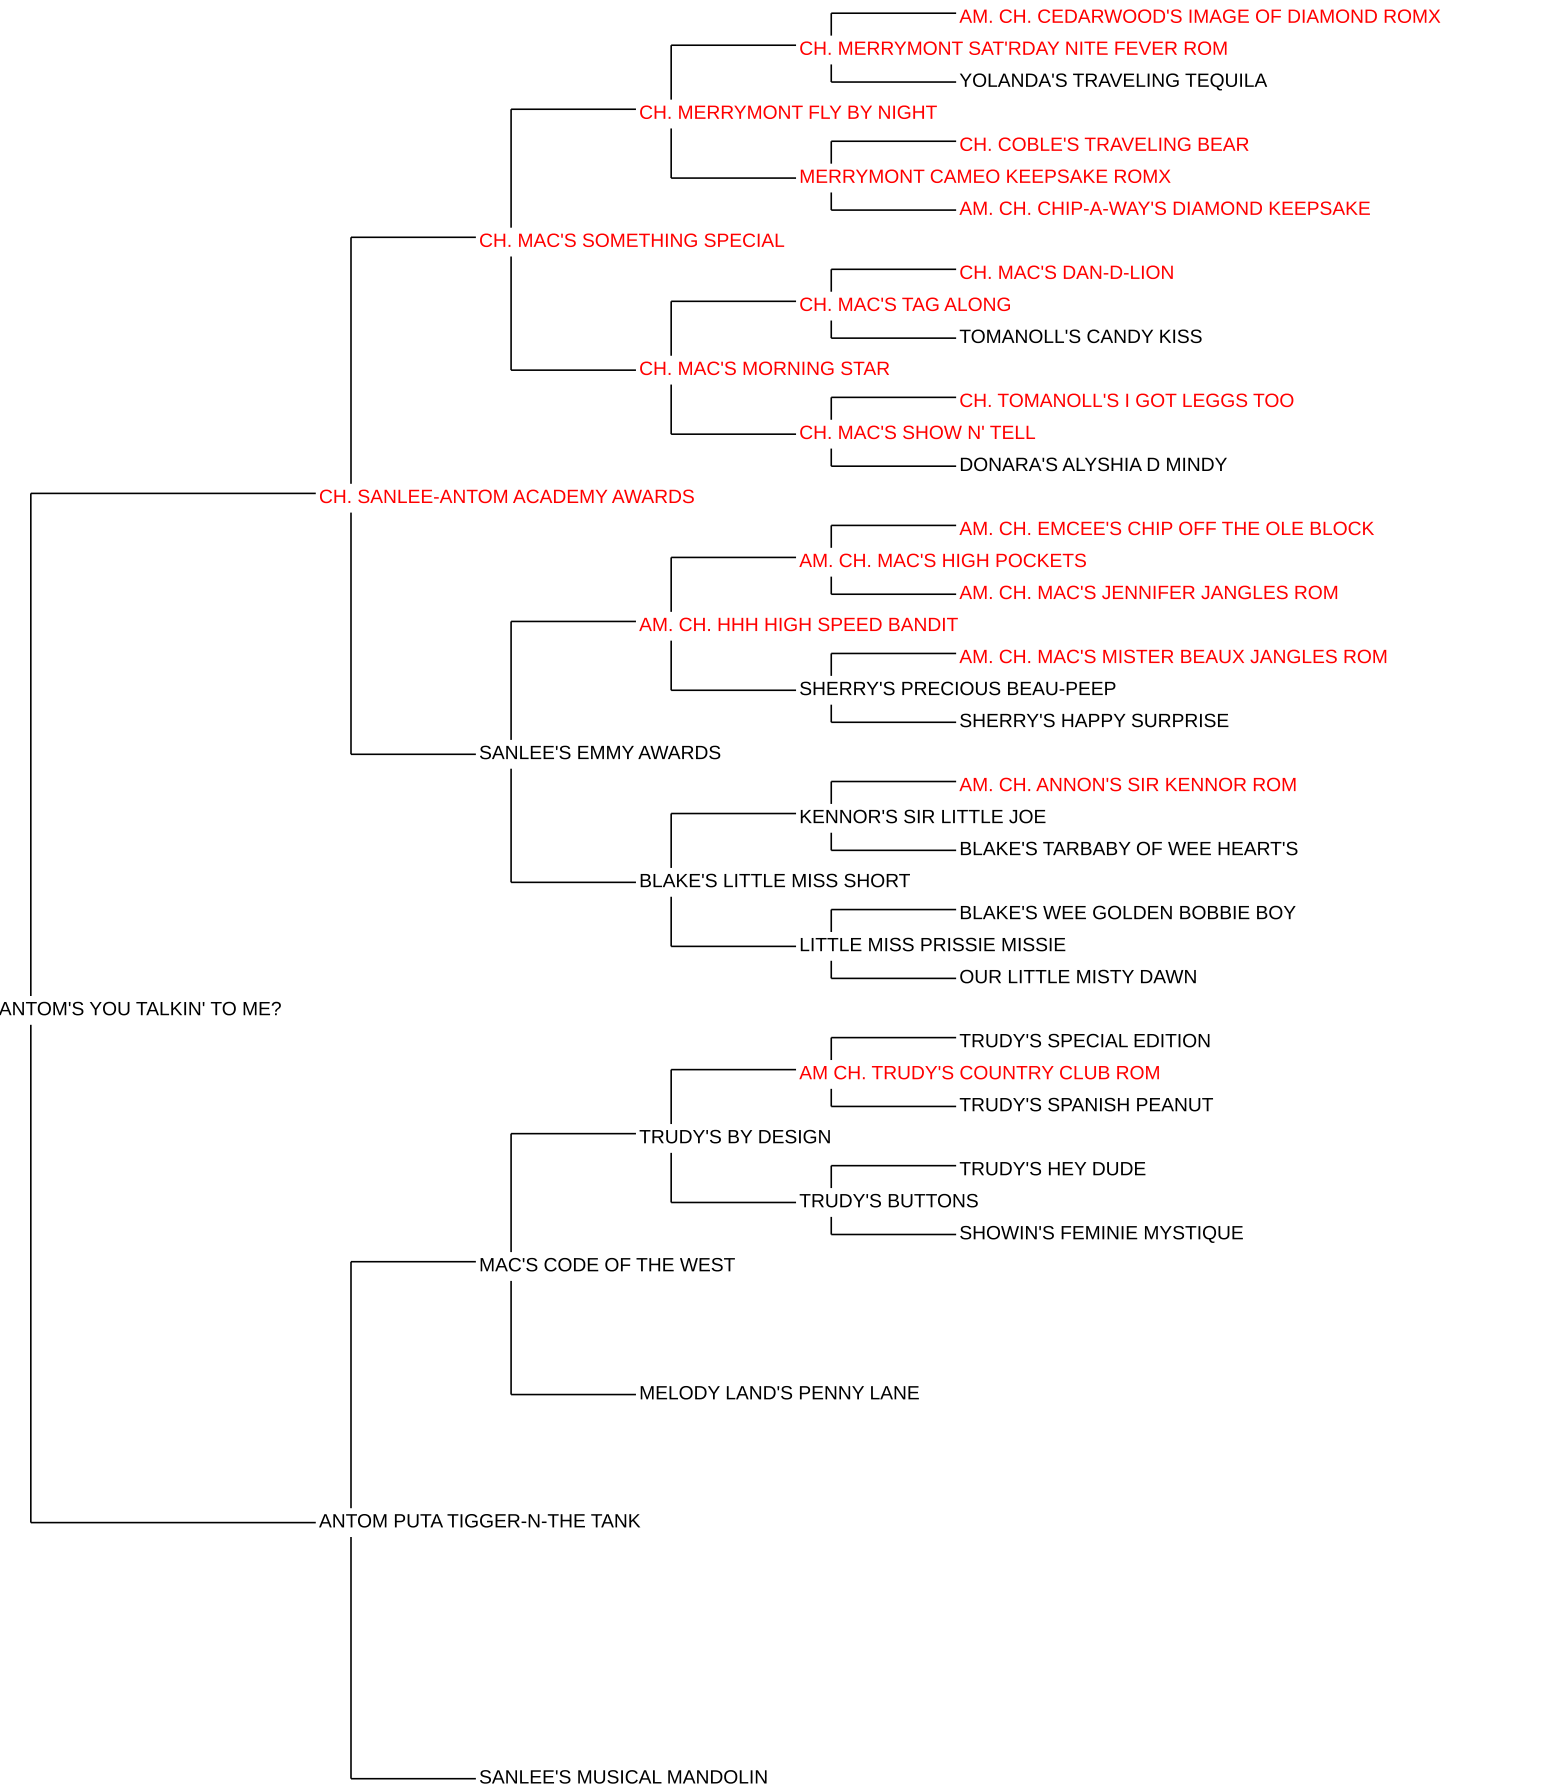 AM. CH. CEDARWOOD'S IMAGE OF DIAMOND ROMX
CH. MERRYMONT SAT'RDAY NITE FEVER ROM
YOLANDA'S TRAVELING TEQUILA
CH. MERRYMONT FLY BY NIGHT
CH. COBLE'S TRAVELING BEAR
MERRYMONT CAMEO KEEPSAKE ROMX
AM. CH. CHIP-A-WAY'S DIAMOND KEEPSAKE
CH. MAC'S SOMETHING SPECIAL
CH. MAC'S DAN-D-LION
CH. MAC'S TAG ALONG
TOMANOLL'S CANDY KISS
CH. MAC'S MORNING STAR
CH. TOMANOLL'S I GOT LEGGS TOO
CH. MAC'S SHOW N' TELL
DONARA'S ALYSHIA D MINDY
CH. SANLEE-ANTOM ACADEMY AWARDS
AM. CH. EMCEE'S CHIP OFF THE OLE BLOCK
AM. CH. MAC'S HIGH POCKETS
AM. CH. MAC'S JENNIFER JANGLES ROM
AM. CH. HHH HIGH SPEED BANDIT
AM. CH. MAC'S MISTER BEAUX JANGLES ROM
SHERRY'S PRECIOUS BEAU-PEEP
SHERRY'S HAPPY SURPRISE
SANLEE'S EMMY AWARDS
AM. CH. ANNON'S SIR KENNOR ROM
KENNOR'S SIR LITTLE JOE
BLAKE'S TARBABY OF WEE HEART'S
BLAKE'S LITTLE MISS SHORT
BLAKE'S WEE GOLDEN BOBBIE BOY
LITTLE MISS PRISSIE MISSIE
OUR LITTLE MISTY DAWN
ANTOM'S YOU TALKIN' TO ME?
TRUDY'S SPECIAL EDITION
AM CH. TRUDY'S COUNTRY CLUB ROM
TRUDY'S SPANISH PEANUT
TRUDY'S BY DESIGN
TRUDY'S HEY DUDE
TRUDY'S BUTTONS
SHOWIN'S FEMINIE MYSTIQUE
MAC'S CODE OF THE WEST
MELODY LAND'S PENNY LANE
ANTOM PUTA TIGGER-N-THE TANK
SANLEE'S MUSICAL MANDOLIN